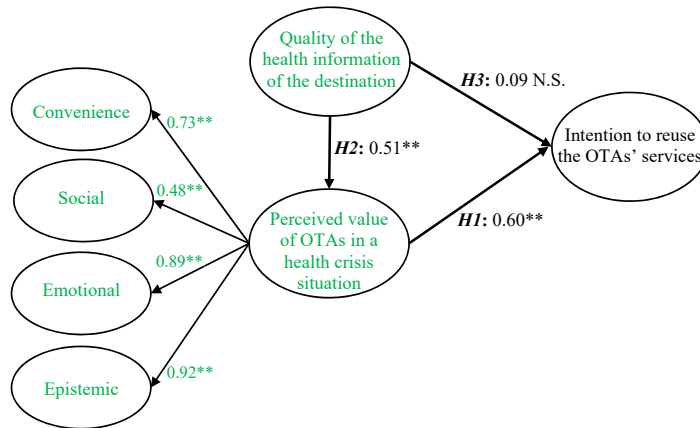 Quality of the
health information
of the destination
H3: 0.09 N.S.
Convenience
0.73**
Intention to reuse
the OTAs' services
H2: 0.51**
Social
0.48**
Perceived value
of OTAs in a
health crisis
situation
H1: 0.60**
Emotional
0.89**
Epistemic
0.92**